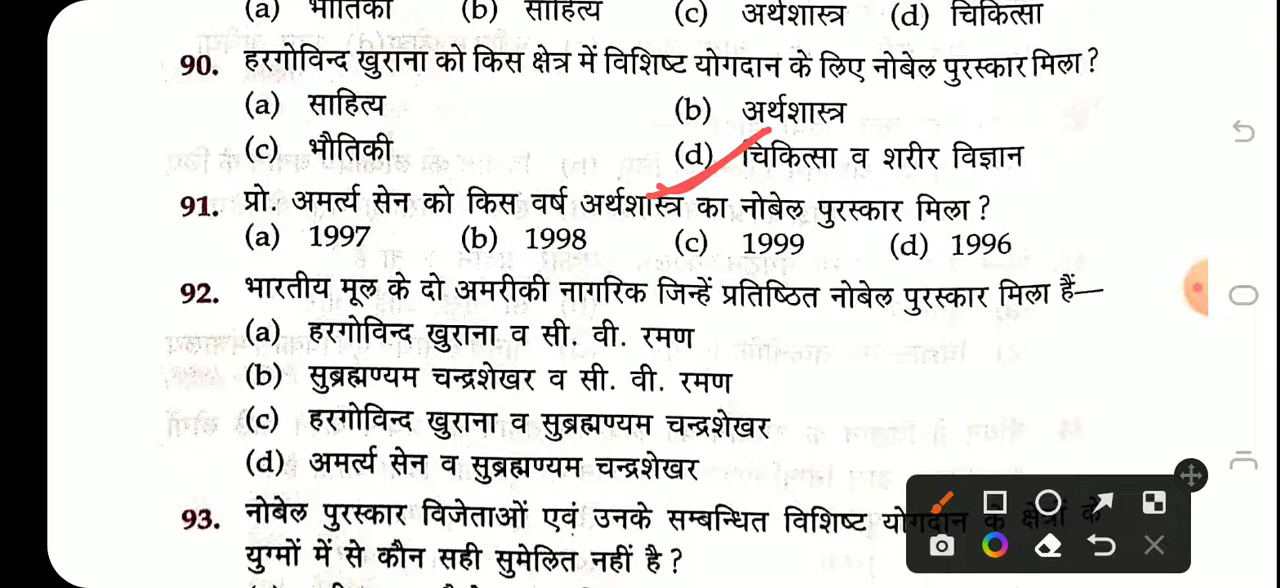 (a) भौतिकी (b) साहित्य (c) अर्थशास्त्र (d) चिकित्सा
90. हरगोविन्द खुराना को किस क्षेत्र में विशिष्ट योगदान के लिए नोबेल पुरस्कार मिला?
(a) साहित्य (b) अर्थशास्त्र
(c) भौतिकी (d) चिकित्सा व शरीर विज्ञान
91. प्रो. अमर्त्य सेन को किस वर्ष अर्थशास्त्र का नोबेल पुरस्कार मिला?
(a) 1997 (b) 1998 (c) 1999 (d) 1996
92. भारतीय मूल के दो अमरीकी नागरिक जिन्हें प्रतिष्ठित नोबेल पुरस्कार मिला हैं—
(a) हरगोविन्द खुराना व सी. वी. रमण
(b) सुब्रह्मण्यम चन्द्रशेखर व सी. वी. रमण
(c) हरगोविन्द खुराना व सुब्रह्मण्यम चन्द्रशेखर
(d) अमर्त्य सेन व सुब्रह्मण्यम चन्द्रशेखर
93. नोबेल पुरस्कार विजेताओं एवं उनके सम्बन्धित विशिष्ट योगदान के क्षेत्रों के
युग्मों में से कौन सही सुमेलित नहीं है?